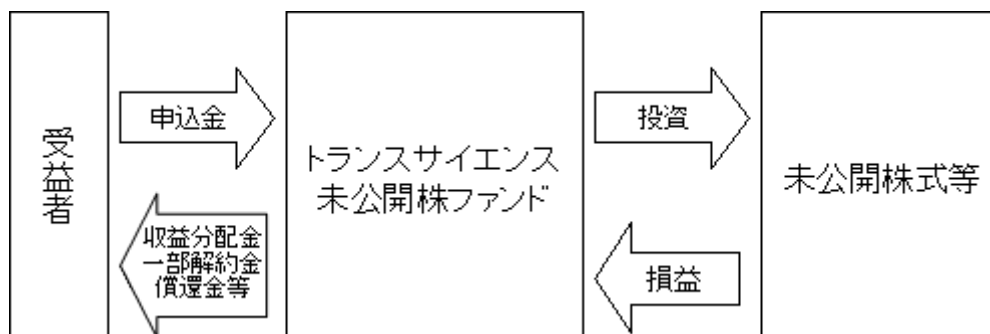 受益者
申込金
収益分配金
一部解約金
償還金等
トランスサイエンス
未公開株ファンド
投資
損益
未公開株式等